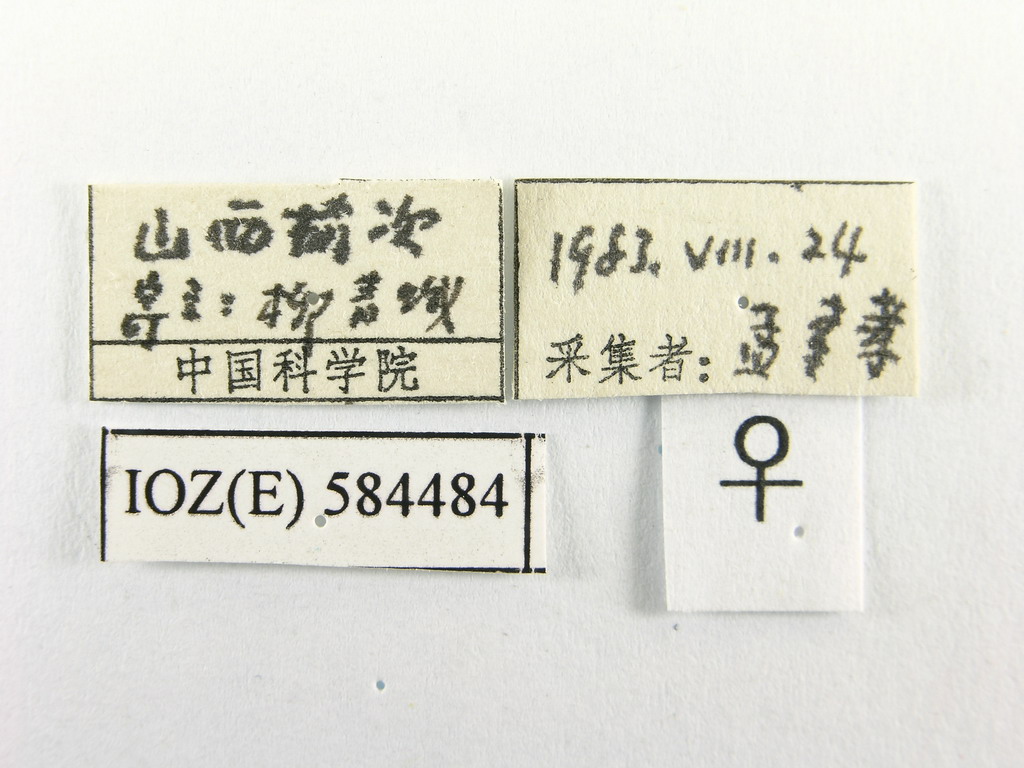 山西榆次
寄主：柳
中国科学院
1983. VIII. 24
采集者：
IOZ(E) 584484
♀